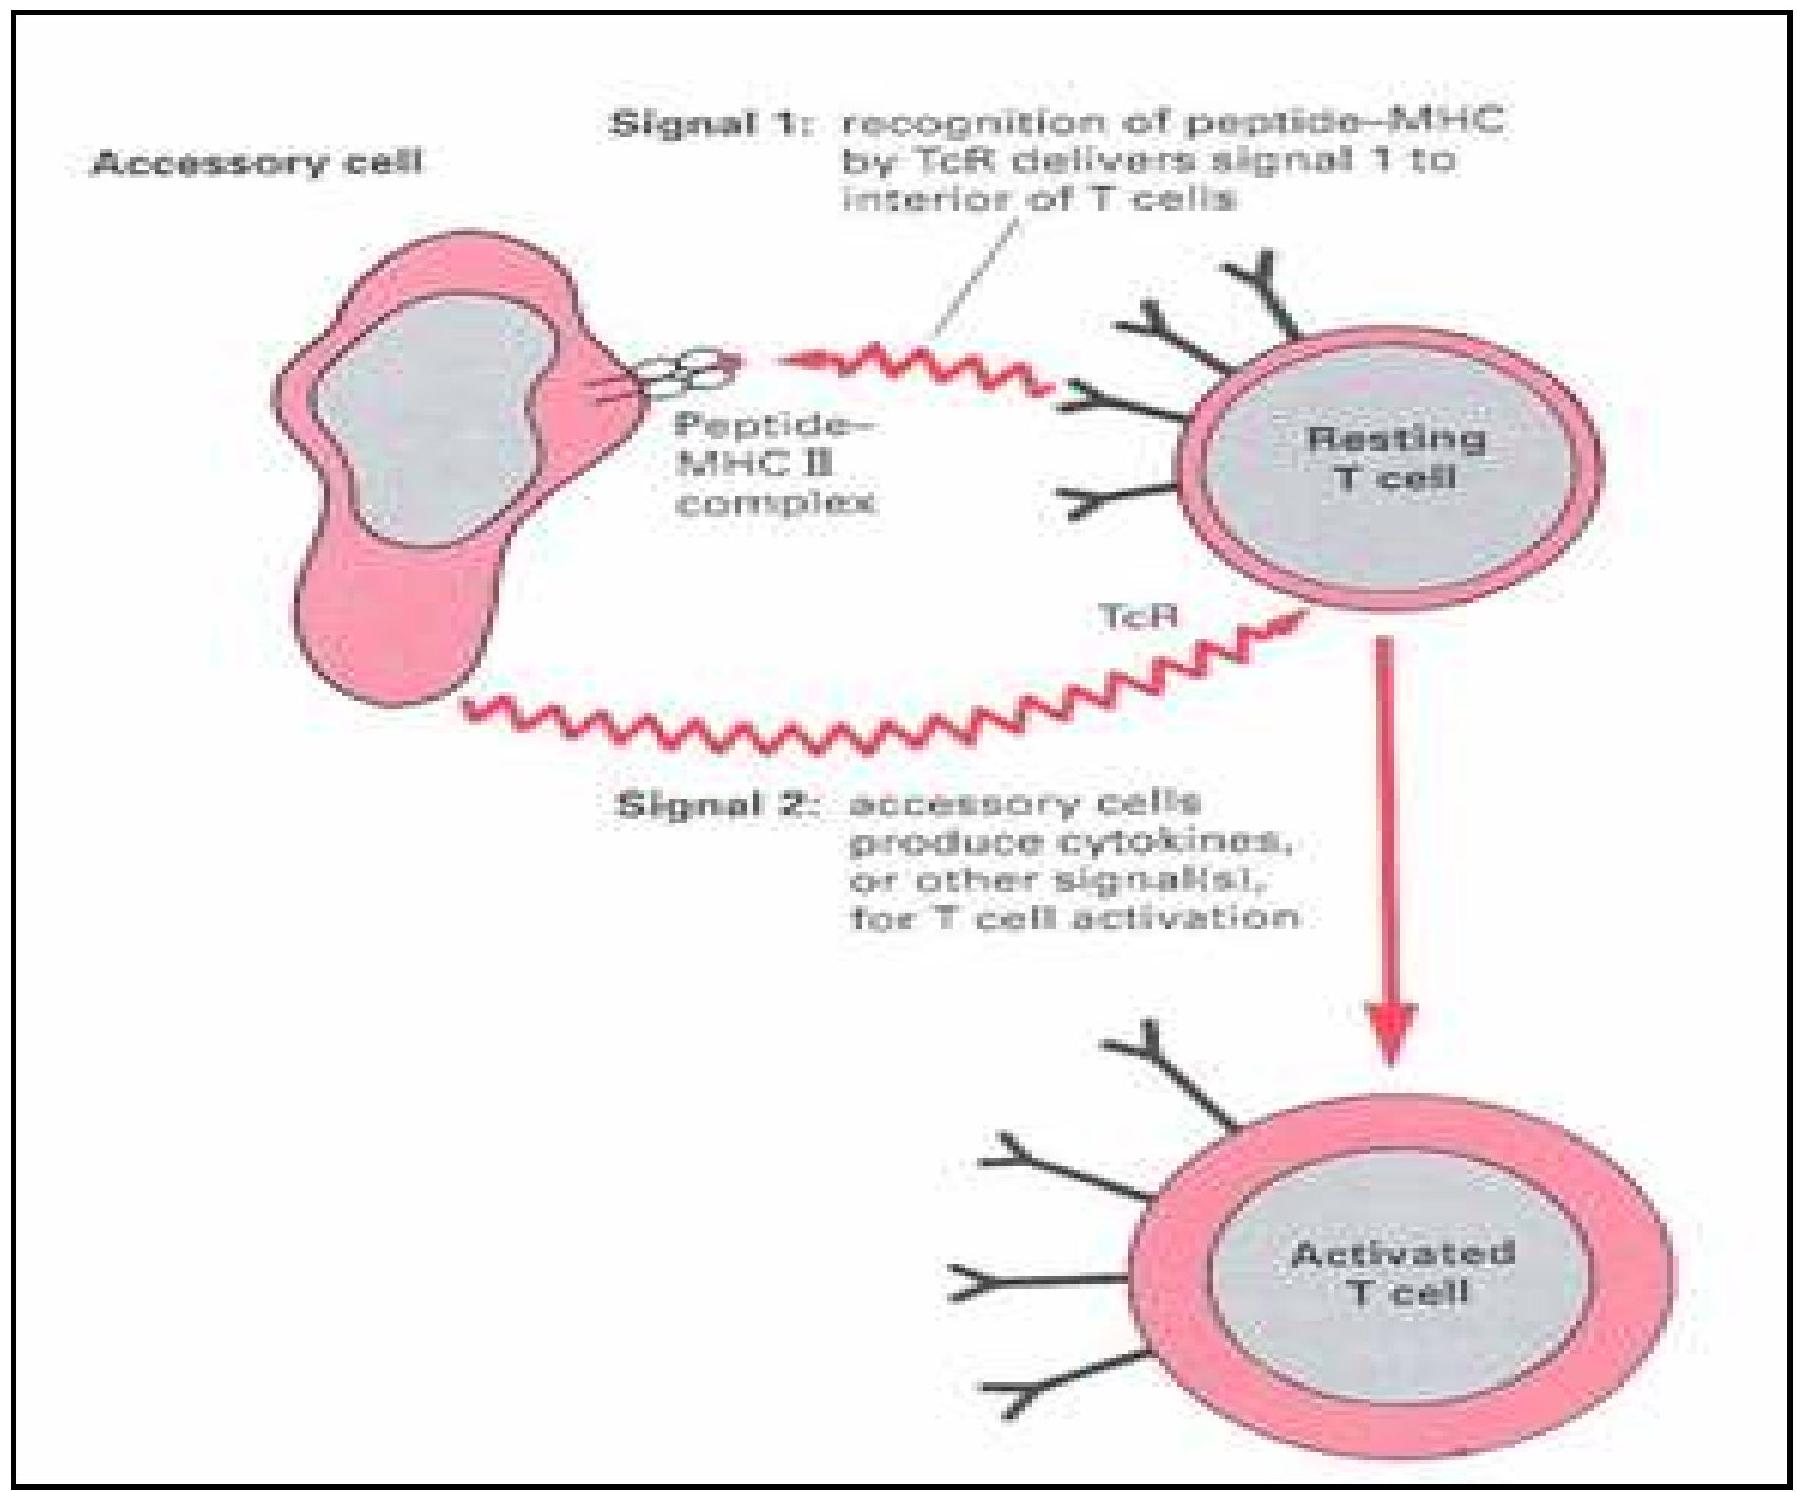 Accessory cell
Signal 1: recognition of peptide–MHC
by TcR delivers signal 1 to
interior of T cells
Peptide–
MHC II
complex
Resting
T cell
TcR
Signal 2: accessory cells
produce cytokines,
or other signal(s),
for T cell activation
Activated
T cell